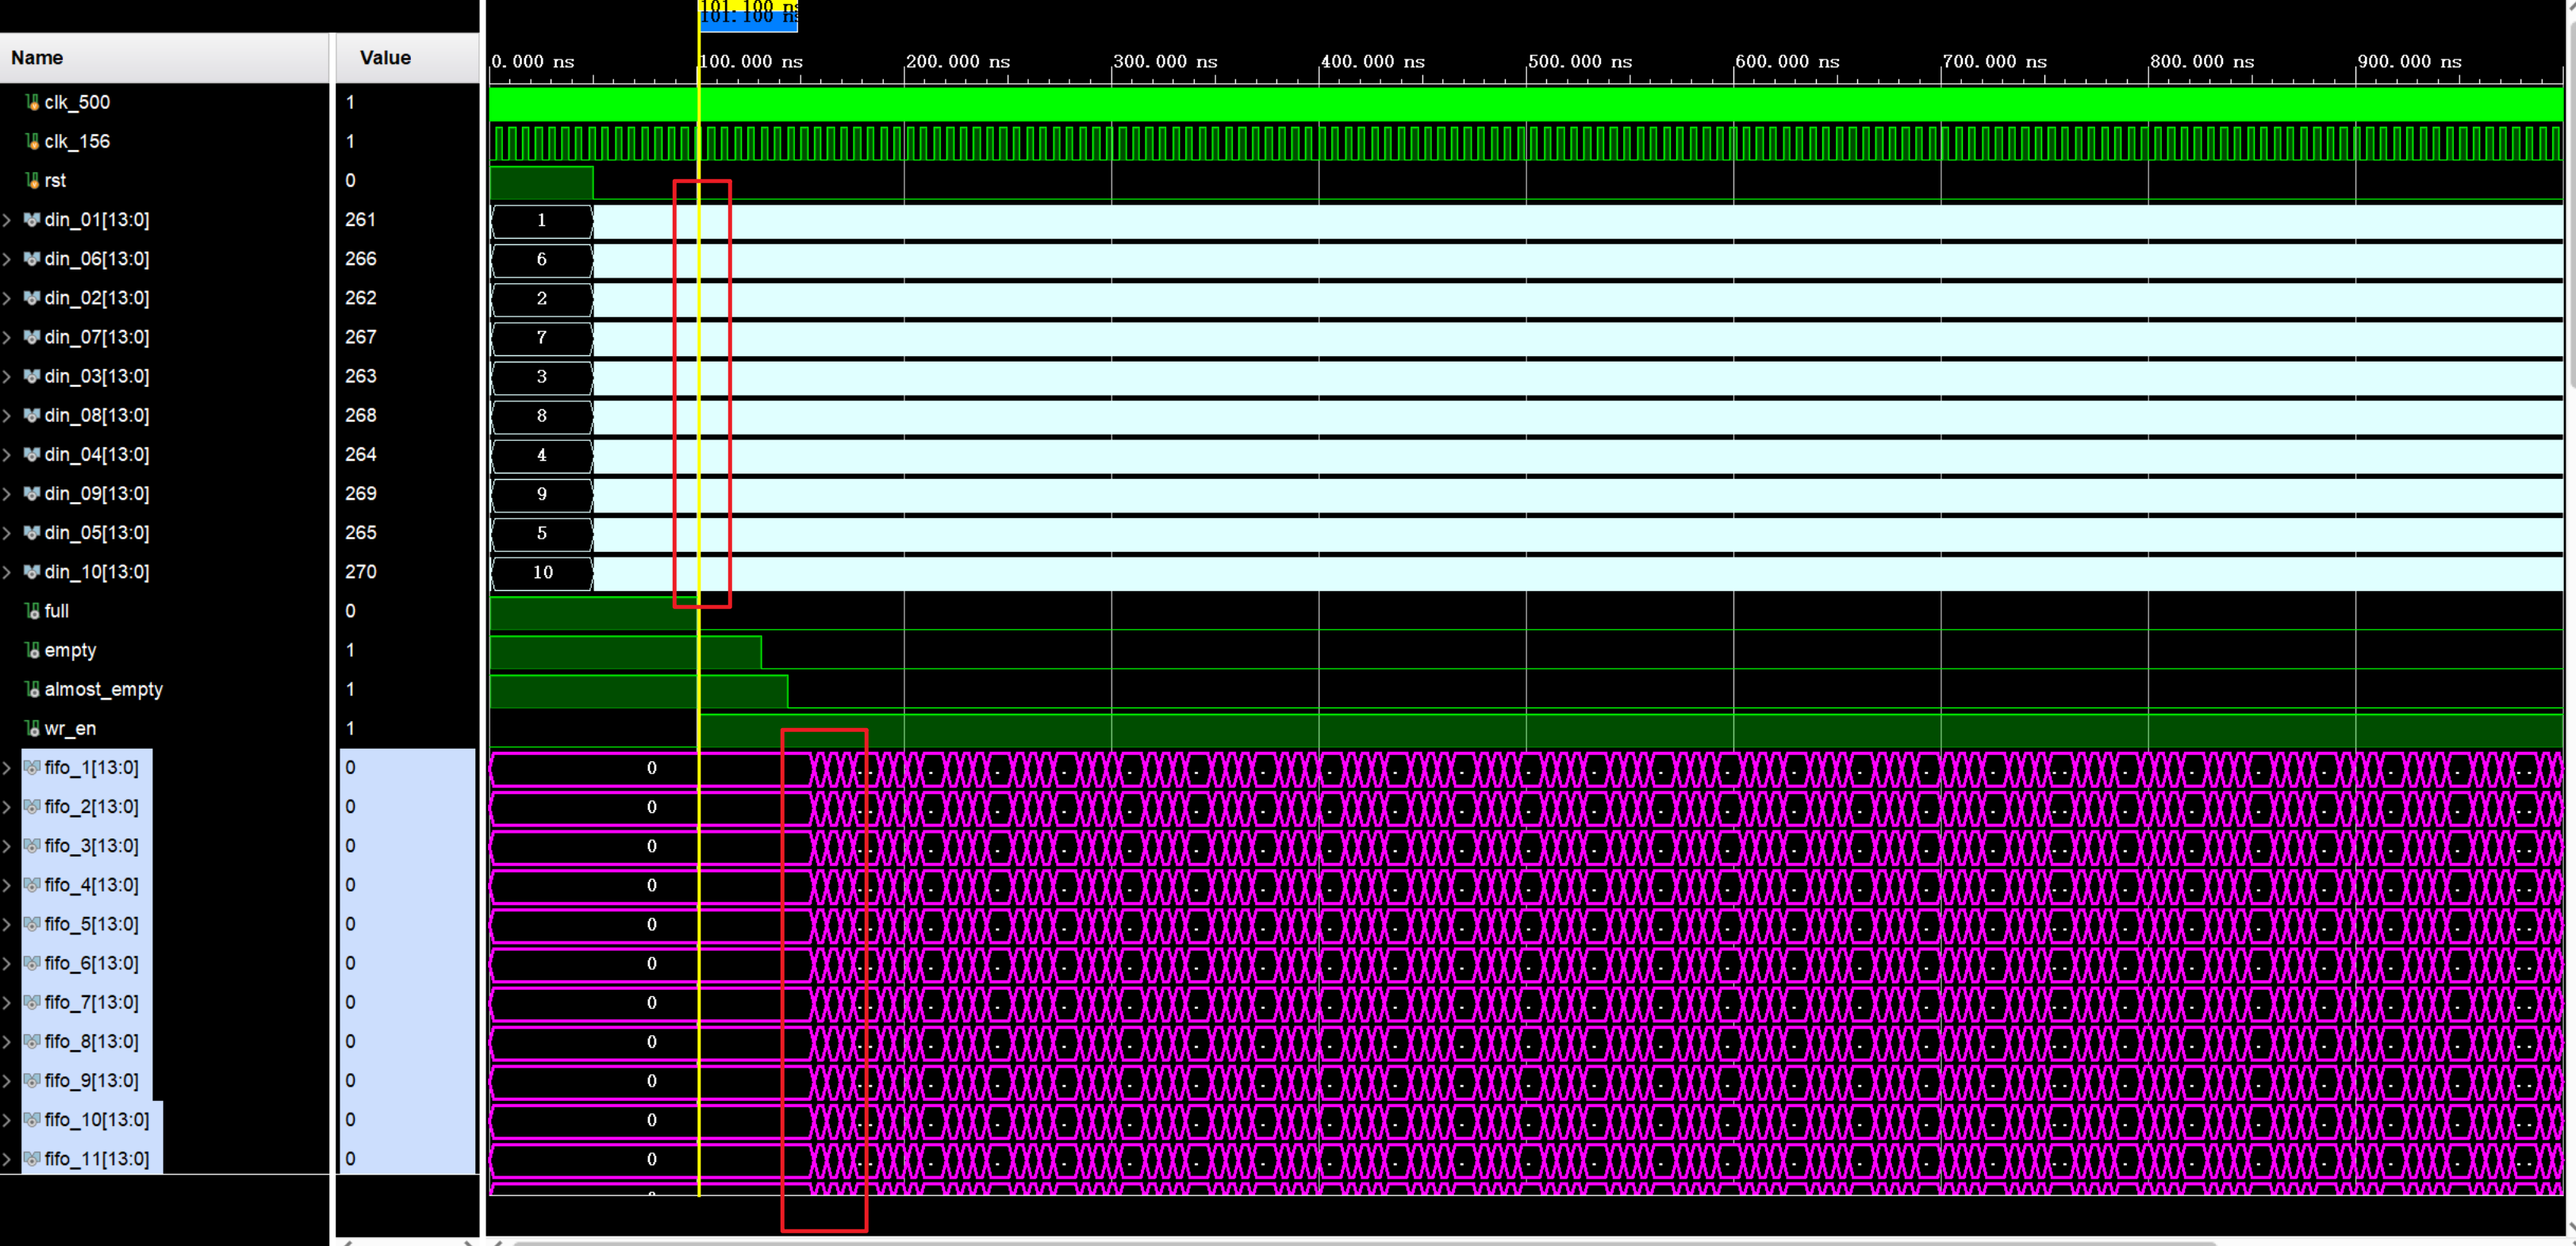 101.100 ns
101.100 ns
Name Value
0.000 ns 100.000 ns 200.000 ns 300.000 ns 400.000 ns 500.000 ns 600.000 ns 700.000 ns 800.000 ns 900.000 ns
clk_500 1
clk_156 1
rst 0
din_01[13:0] 261 1
din_06[13:0] 266 6
din_02[13:0] 262 2
din_07[13:0] 267 7
din_03[13:0] 263 3
din_08[13:0] 268 8
din_04[13:0] 264 4
din_09[13:0] 269 9
din_05[13:0] 265 5
din_10[13:0] 270 10
full 0
empty 1
almost_empty 1
wr_en 1
fifo_1[13:0] 0 0
fifo_2[13:0] 0 0
fifo_3[13:0] 0 0
fifo_4[13:0] 0 0
fifo_5[13:0] 0 0
fifo_6[13:0] 0 0
fifo_7[13:0] 0 0
fifo_8[13:0] 0 0
fifo_9[13:0] 0 0
fifo_10[13:0] 0 0
fifo_11[13:0] 0 0